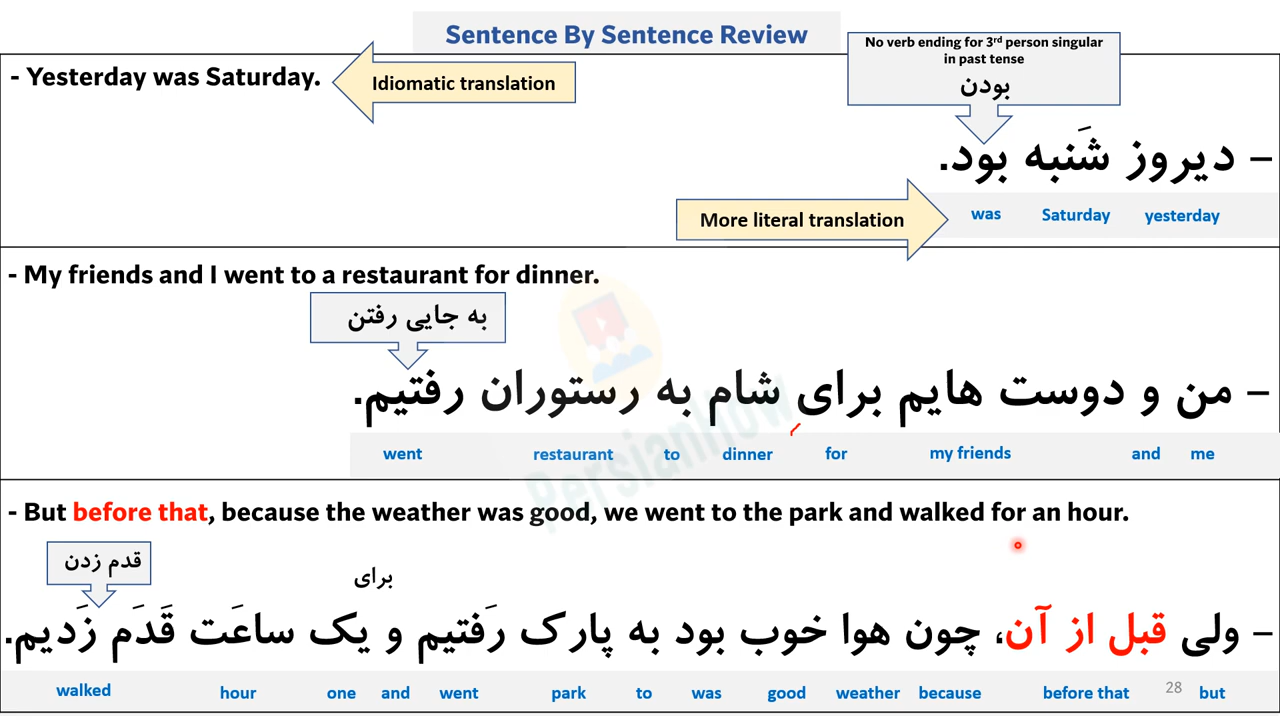 Sentence By Sentence Review
No verb ending for 3rd person singular
in past tense
بودن
- Yesterday was Saturday.
Idiomatic translation
– دیروز شَنبه بود.
More literal translation
was Saturday yesterday
- My friends and I went to a restaurant for dinner.
به جایی رفتن
– من و دوست هایم برای شام به رستوران رفتیم.
went restaurant to dinner for my friends and me
PersianNow
- But before that, because the weather was good, we went to the park and walked for an hour.
قدم زدن
برای
– ولی قبل از آن، چون هوا خوب بود به پارک رَفتیم و یک ساعَت قَدَم زَدیم.
walked hour one and went park to was good weather because before that 28 but